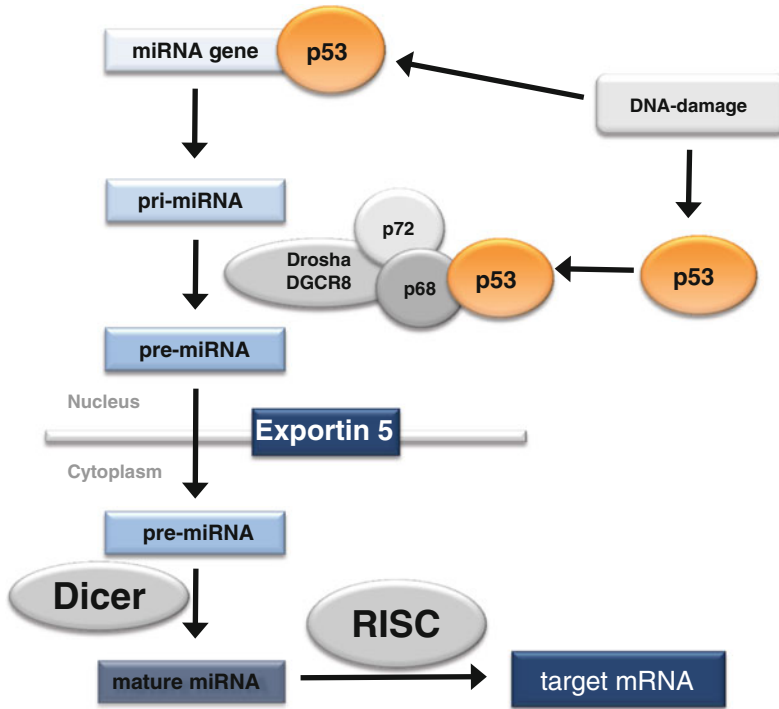 miRNA gene
p53
DNA-damage
pri-miRNA
p72
Drosha
DGCR8
p68
p53
p53
pre-miRNA
Nucleus
Exportin 5
Cytoplasm
pre-miRNA
Dicer
RISC
mature miRNA
target mRNA